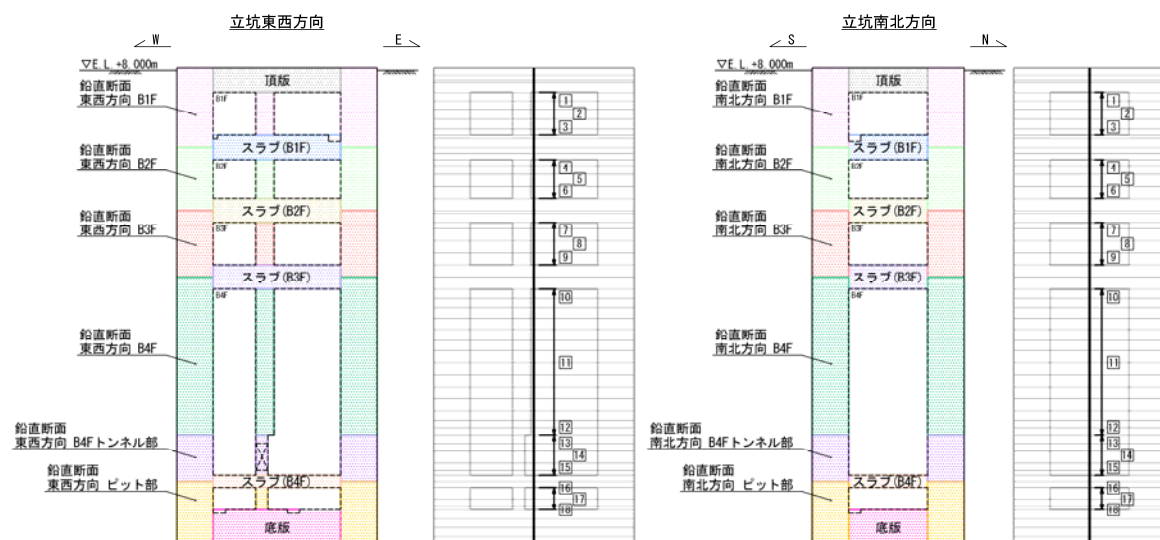 立坑東西方向
W
E
▽E.L.+8.000m
頂版
鉛直断面
東西方向 B1F
B1F
スラブ(B1F)
鉛直断面
東西方向 B2F
B2F
スラブ(B2F)
鉛直断面
東西方向 B3F
B3F
スラブ(B3F)
B4F
鉛直断面
東西方向 B4F
鉛直断面
東西方向 B4Fトンネル部
スラブ(B4F)
鉛直断面
東西方向 ピット部
底版
1
2
3
4
5
6
7
8
9
10
11
12
13
14
15
16
17
18
立坑南北方向
S
N
▽E.L.+8.000m
頂版
鉛直断面
南北方向 B1F
B1F
スラブ(B1F)
鉛直断面
南北方向 B2F
B2F
スラブ(B2F)
鉛直断面
南北方向 B3F
B3F
スラブ(B3F)
B4F
鉛直断面
南北方向 B4F
鉛直断面
南北方向 B4Fトンネル部
スラブ(B4F)
鉛直断面
南北方向 ピット部
底版
1
2
3
4
5
6
7
8
9
10
11
12
13
14
15
16
17
18